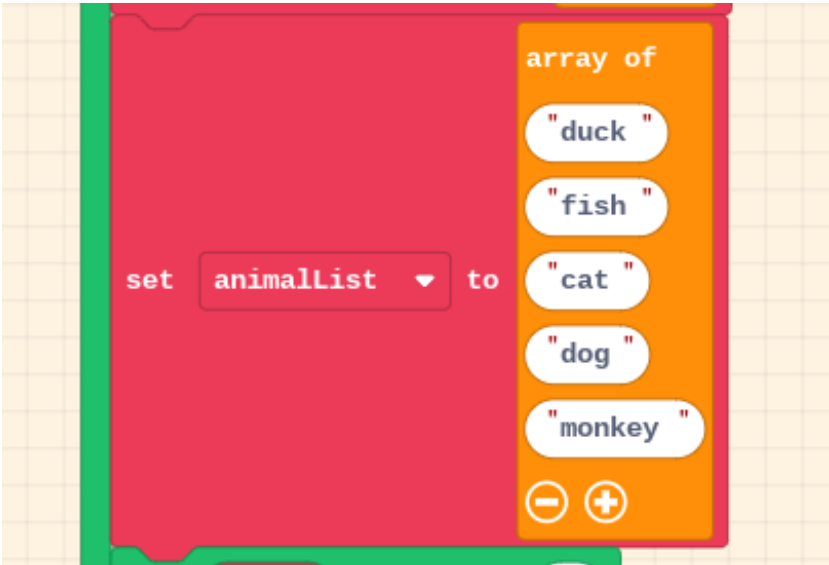 array of
"duck "
"fish "
set animalList to "cat "
"dog "
"monkey "